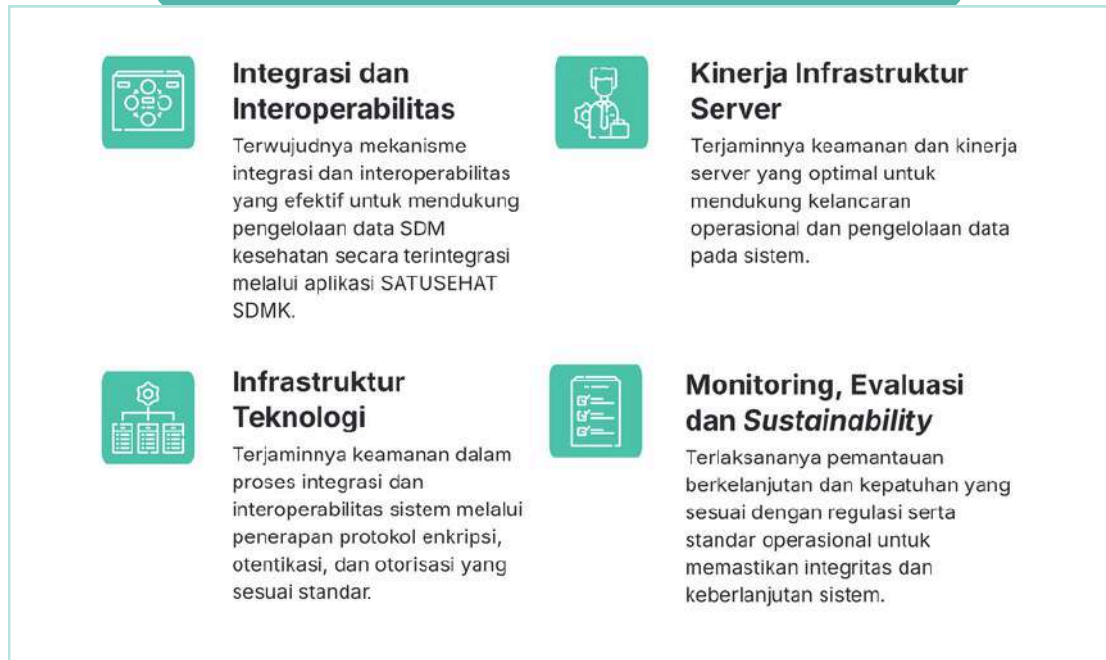 Integrasi dan
Interoperabilitas
Terwujudnya mekanisme
integrasi dan interoperabilitas
yang efektif untuk mendukung
pengelolaan data SDM
kesehatan secara terintegrasi
melalui aplikasi SATUSEHAT
SDMK.
Kinerja Infrastruktur
Server
Terjaminnya keamanan dan kinerja
server yang optimal untuk
mendukung kelancaran
operasional dan pengelolaan data
pada sistem.
Infrastruktur
Teknologi
Terjaminnya keamanan dalam
proses integrasi dan
interoperabilitas sistem melalui
penerapan protokol enkripsi,
otentikasi, dan otorisasi yang
sesuai standar.
Monitoring, Evaluasi
dan Sustainability
Terlaksananya pemantauan
berkelanjutan dan kepatuhan yang
sesuai dengan regulasi serta
standar operasional untuk
memastikan integritas dan
keberlanjutan sistem.